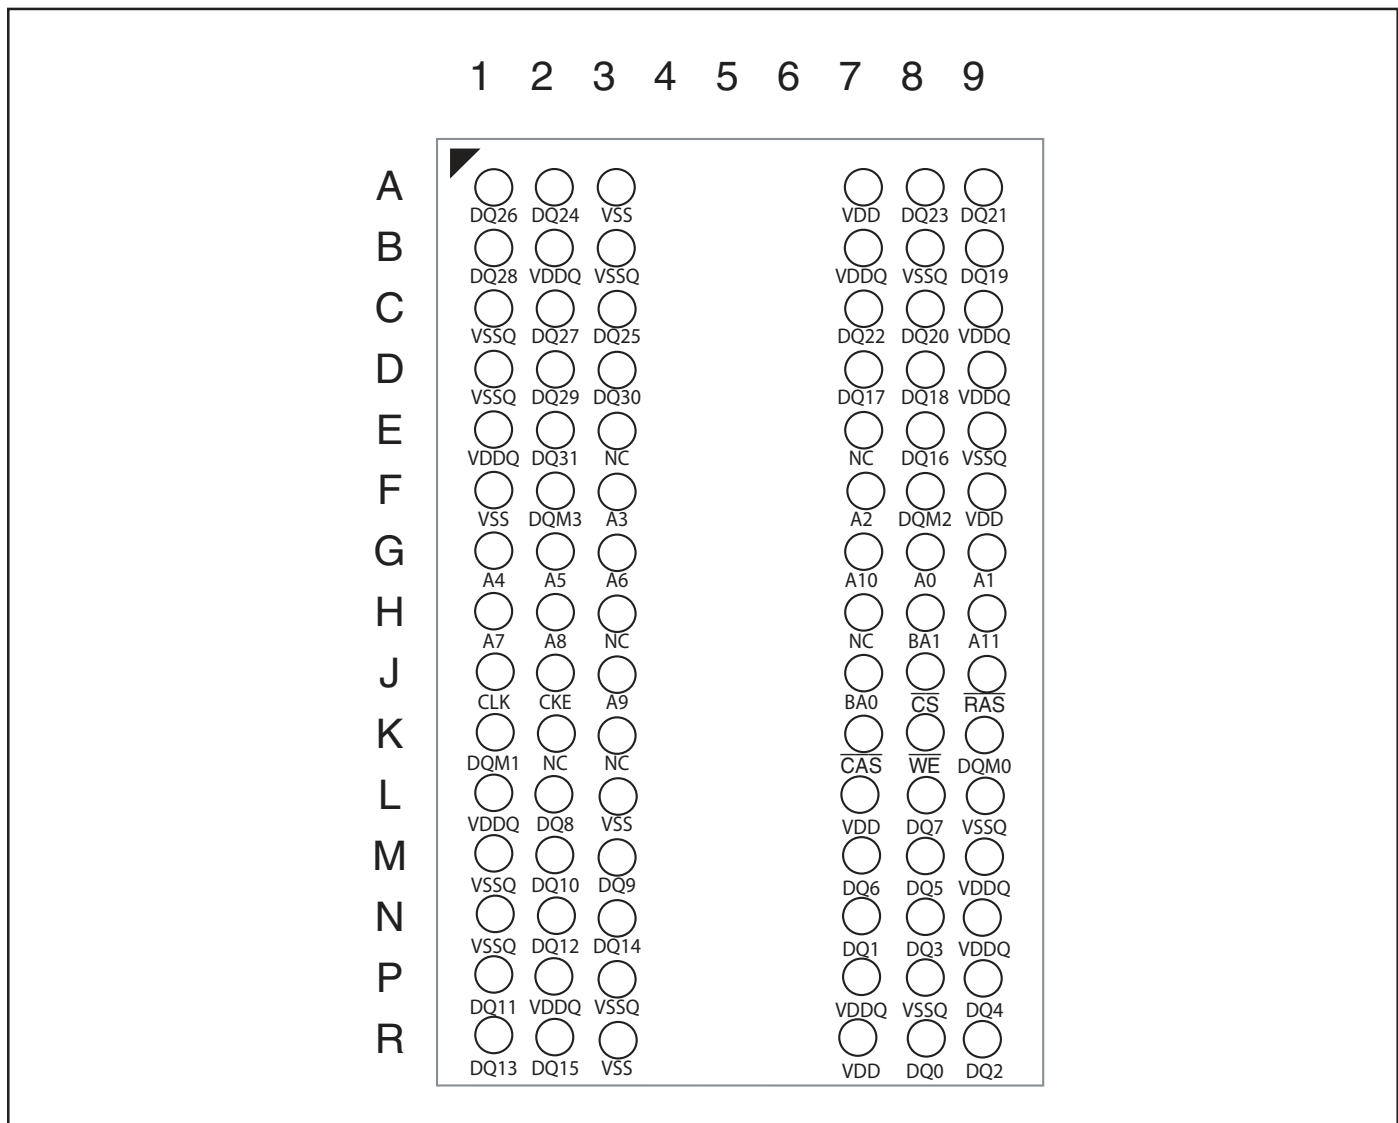 1 2 3 4 5 6 7 8 9
A
DQ26 DQ24 VSS VDD DQ23 DQ21
B
DQ28 VDDQ VSSQ VDDQ VSSQ DQ19
C
VSSQ DQ27 DQ25 DQ22 DQ20 VDDQ
D
VSSQ DQ29 DQ30 DQ17 DQ18 VDDQ
E
VDDQ DQ31 NC NC DQ16 VSSQ
F
VSS DQM3 A3 A2 DQM2 VDD
G
A4 A5 A6 A10 A0 A1
H
A7 A8 NC NC BA1 A11
J
CLK CKE A9 BA0 C̅S̅ R̅A̅S̅
K
DQM1 NC NC C̅A̅S̅ W̅E̅ DQM0
L
VDDQ DQ8 VSS VDD DQ7 VSSQ
M
VSSQ DQ10 DQ9 DQ6 DQ5 VDDQ
N
VSSQ DQ12 DQ14 DQ1 DQ3 VDDQ
P
DQ11 VDDQ VSSQ VDDQ VSSQ DQ4
R
DQ13 DQ15 VSS VDD DQ0 DQ2